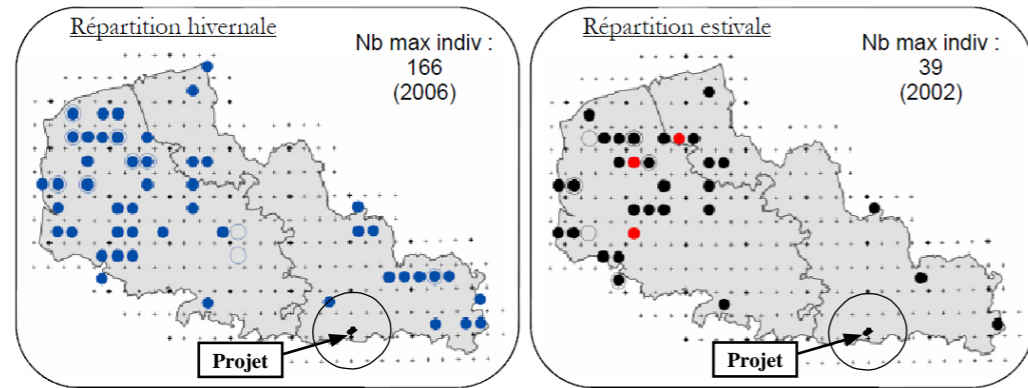 Répartition hivernale
Nb max indiv :
166
(2006)
Projet
Répartition estivale
Nb max indiv :
39
(2002)
Projet